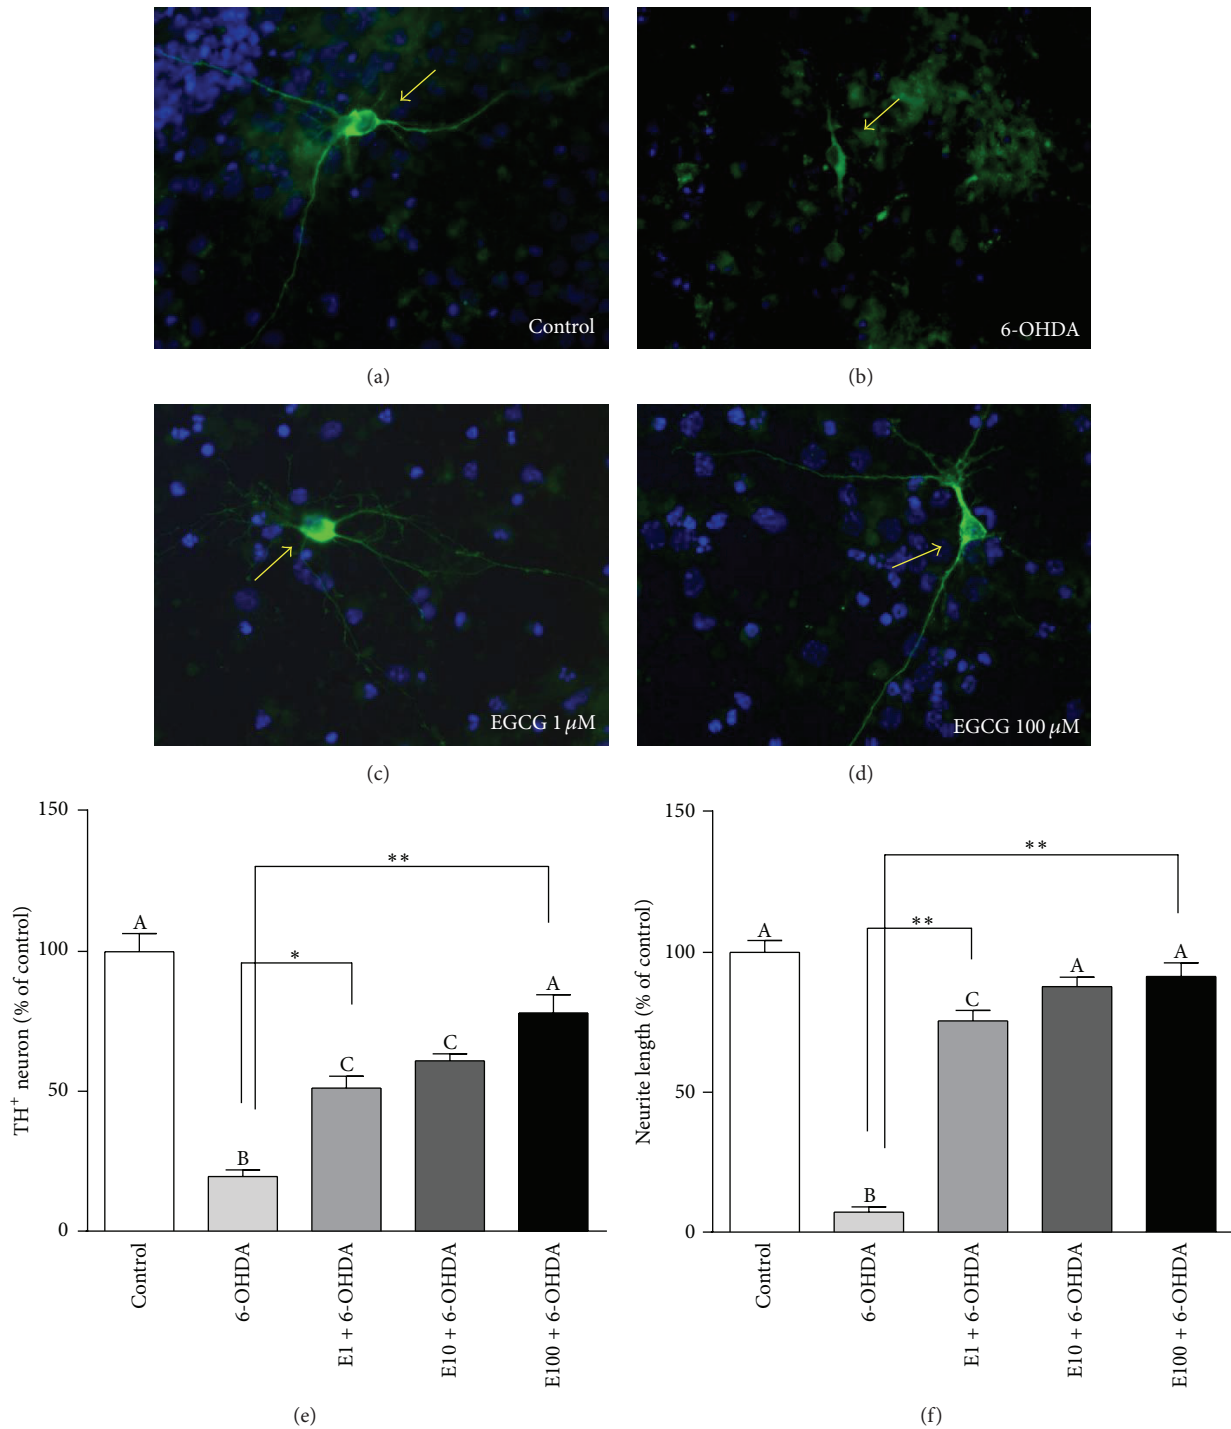 Control
6-OHDA
(a)
(b)
EGCG 1 μM
EGCG 100 μM
(c)
(d)
TH⁺ neuron (% of control)
150
100
50
0
A
B
C
C
A
*
**
Control
6-OHDA
E1 + 6-OHDA
E10 + 6-OHDA
E100 + 6-OHDA
(e)
Neurite length (% of control)
150
100
50
0
A
B
C
A
A
**
**
Control
6-OHDA
E1 + 6-OHDA
E10 + 6-OHDA
E100 + 6-OHDA
(f)